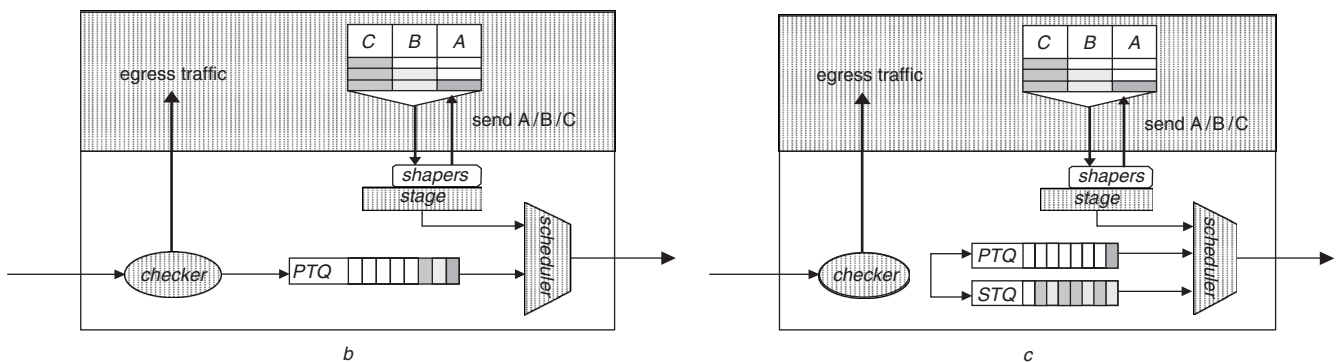 C B A
egress traffic
send A/B/C
shapers
stage
scheduler
checker
PTQ
b
C B A
egress traffic
send A/B/C
shapers
stage
scheduler
checker
PTQ
STQ
c